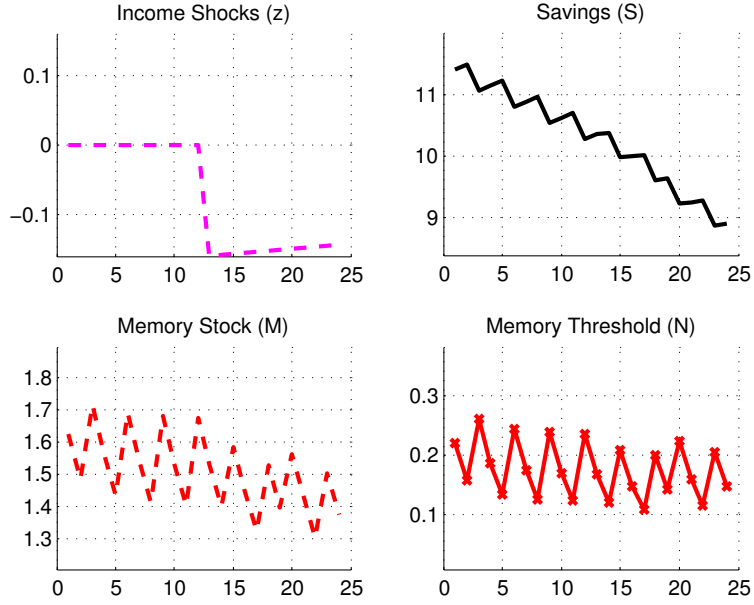 Income Shocks (z)
0.1
0
−0.1
0 5 10 15 20 25
Savings (S)
11
10
9
0 5 10 15 20 25
Memory Stock (M)
1.8
1.7
1.6
1.5
1.4
1.3
0 5 10 15 20 25
Memory Threshold (N)
0.3
0.2
0.1
0 5 10 15 20 25